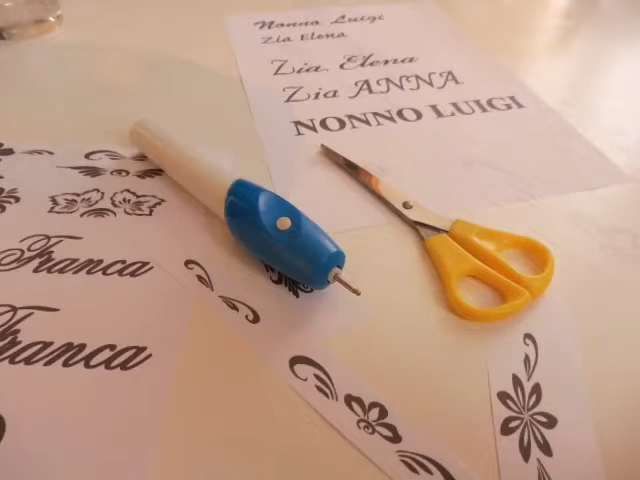 Nonno Luigi
Zia Elena
Zia Elena
Zia ANNA
NONNO LUIGI
Franca
Franca